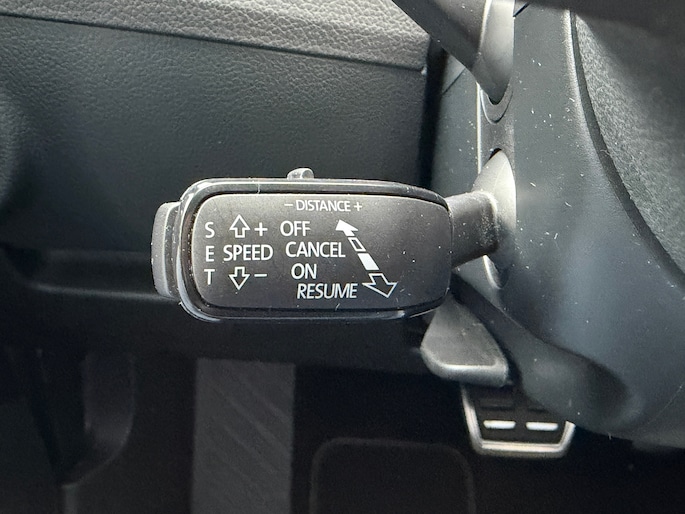 − DISTANCE +
S + OFF
E SPEED CANCEL
T − ON
RESUME